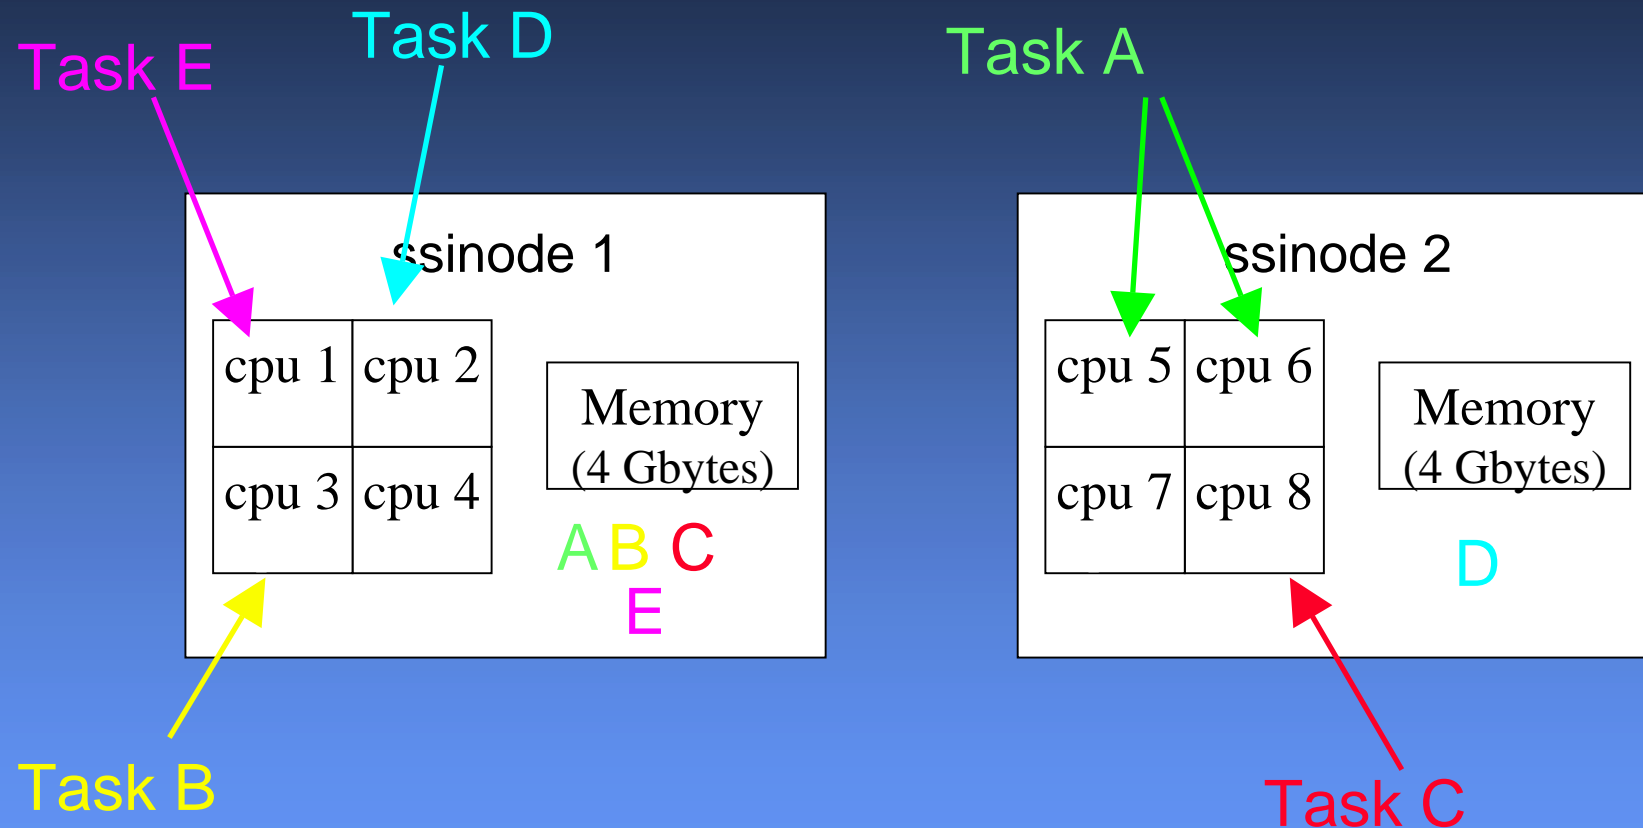 Task E
Task D
Task A
ssinode 1
ssinode 2
cpu 1 cpu 2
cpu 3 cpu 4
Memory
(4 Gbytes)
A B C
E
cpu 5 cpu 6
cpu 7 cpu 8
Memory
(4 Gbytes)
D
Task B
Task C